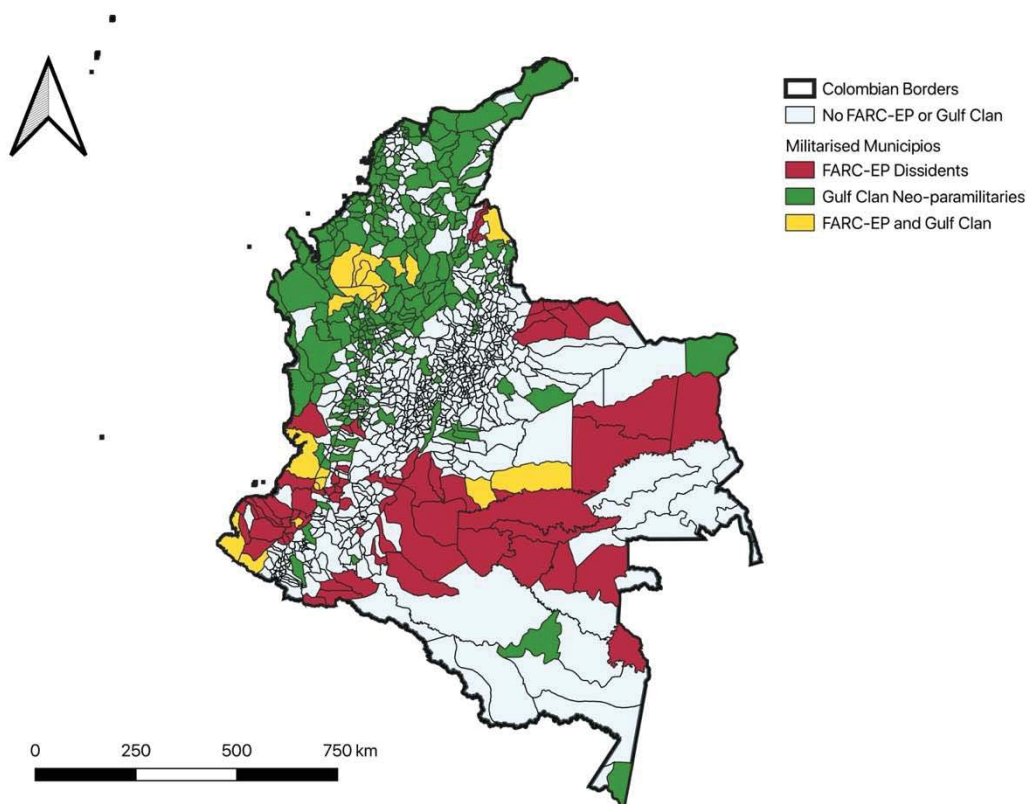 Colombian Borders
No FARC-EP or Gulf Clan
Militarised Municipios
FARC-EP Dissidents
Gulf Clan Neo-paramilitaries
FARC-EP and Gulf Clan
0 250 500 750 km